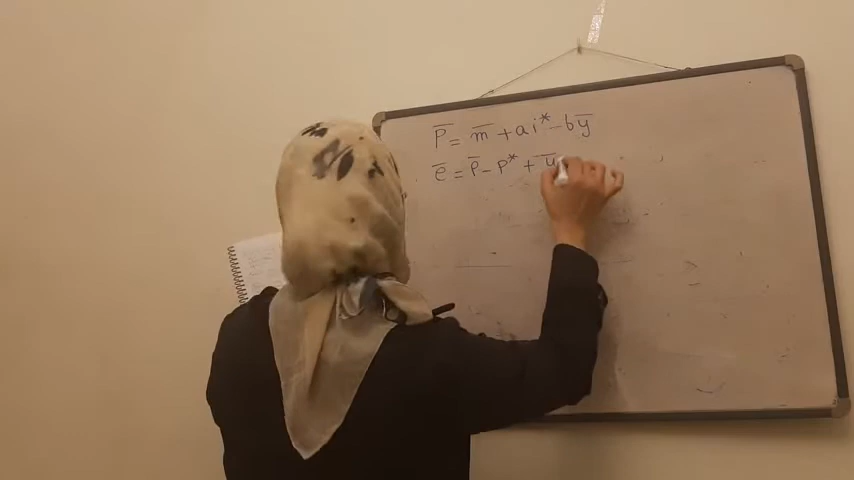 p̅ = m̅ + ai* - by̅
e̅ = p̅ - p* +